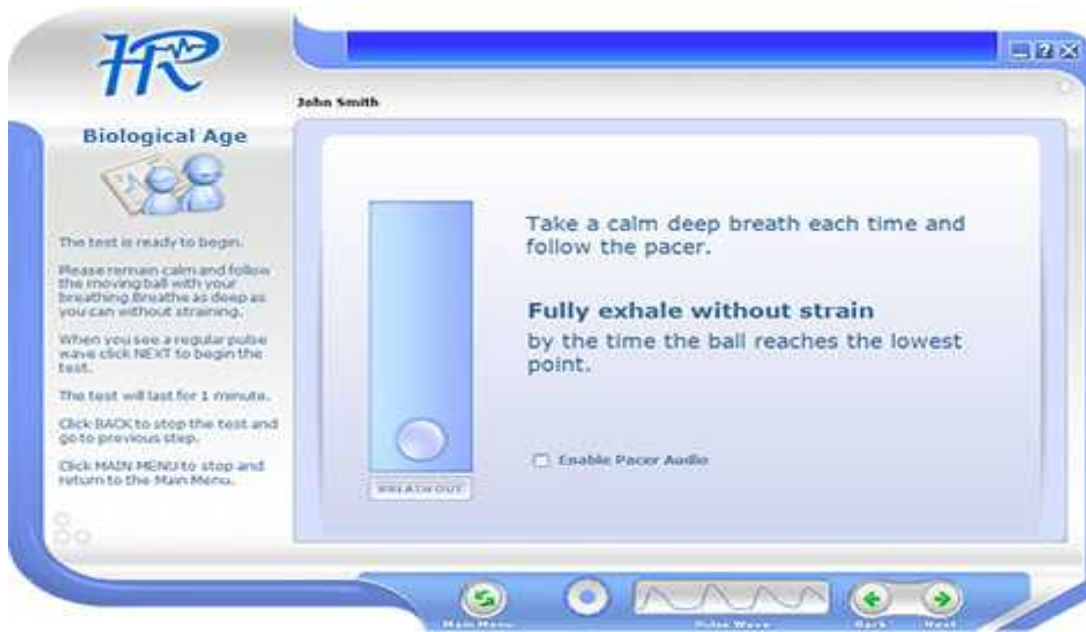 HR
John Smith
Biological Age
The test is ready to begin.
Please remain calm and follow
the moving ball with your
breathing.Breathe as deep as
you can without straining.
When you see a regular pulse
wave click NEXT to begin the
test.
The test will last for 1 minute.
Click BACK to stop the test and
go to previous step.
Click MAIN MENU to stop and
return to the Main Menu.
Take a calm deep breath each time and
follow the pacer.
Fully exhale without strain
by the time the ball reaches the lowest
point.
Enable Pacer Audio
BREATH OUT
Main Menu
Pulse Wave
Back
Next